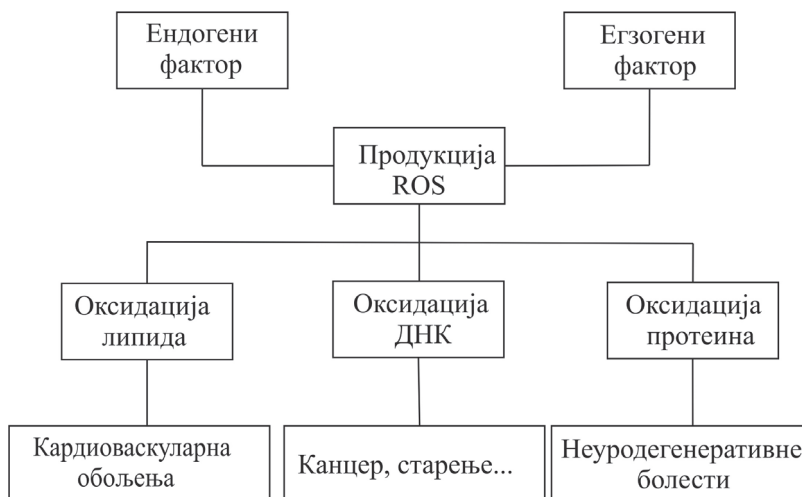 Ендогени
фактор
Егзогени
фактор
Продукција
ROS
Оксидација
липида
Оксидација
ДНК
Оксидација
протеина
Кардиоваскуларна
обољења
Канцер, старење...
Неуродегенеративне
болести